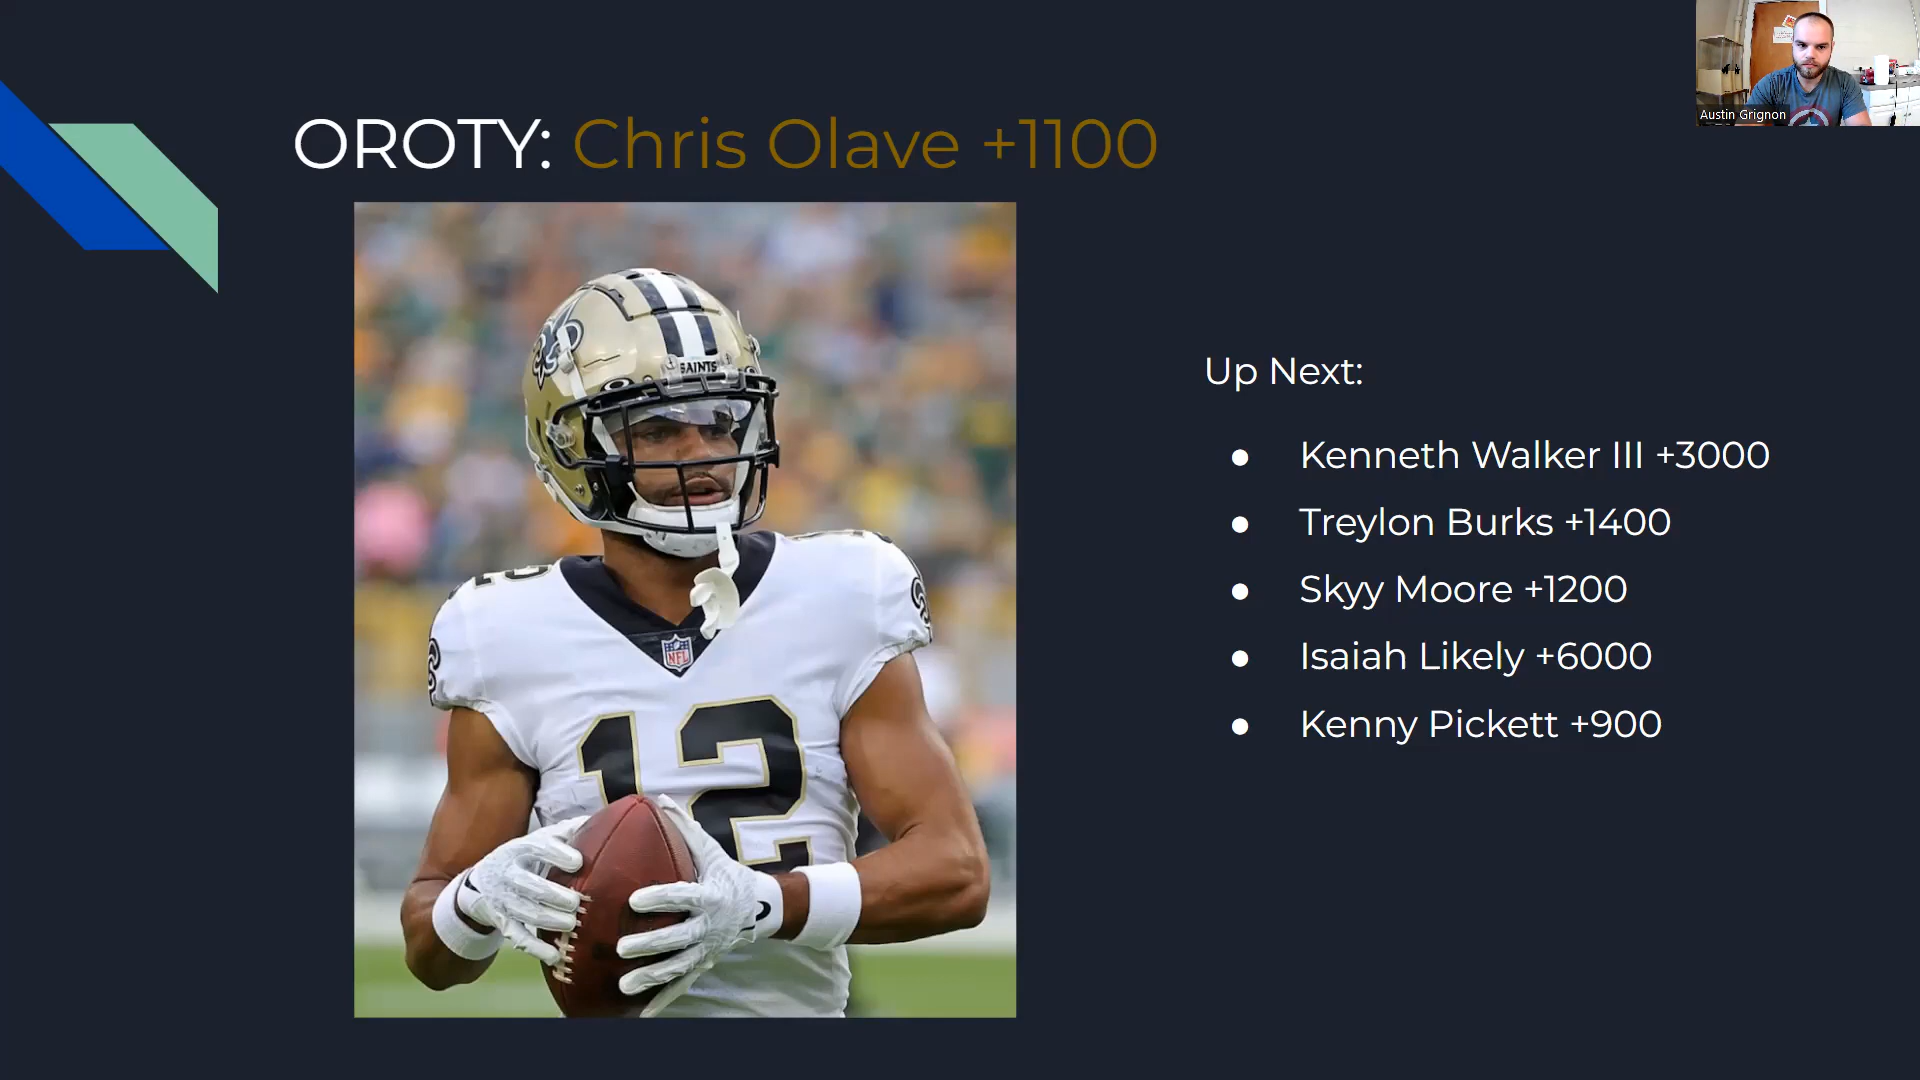 Austin Grignon
OROTY: Chris Olave +1100
SAINTS
NFL
12
Up Next:
Kenneth Walker III +3000
Treylon Burks +1400
Skyy Moore +1200
Isaiah Likely +6000
Kenny Pickett +900